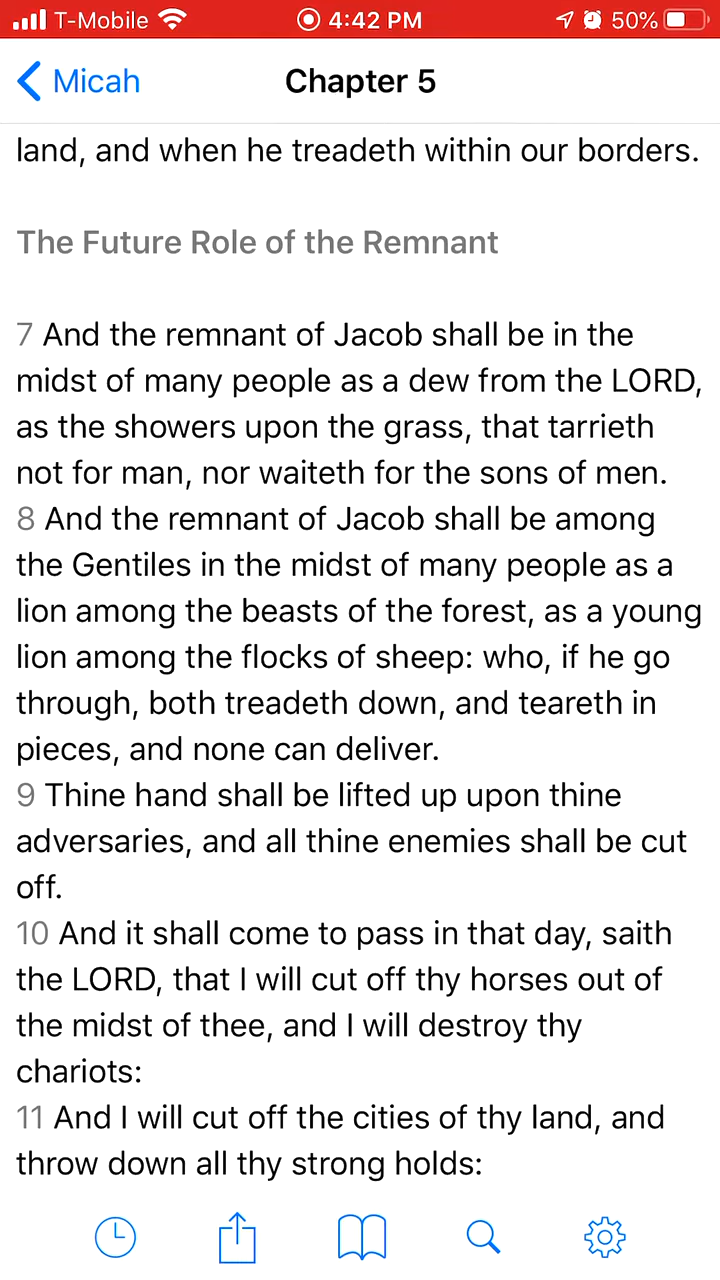 T-Mobile 4:42 PM 50%
Micah Chapter 5
land, and when he treadeth within our borders.
The Future Role of the Remnant
7 And the remnant of Jacob shall be in the
midst of many people as a dew from the LORD,
as the showers upon the grass, that tarrieth
not for man, nor waiteth for the sons of men.
8 And the remnant of Jacob shall be among
the Gentiles in the midst of many people as a
lion among the beasts of the forest, as a young
lion among the flocks of sheep: who, if he go
through, both treadeth down, and teareth in
pieces, and none can deliver.
9 Thine hand shall be lifted up upon thine
adversaries, and all thine enemies shall be cut
off.
10 And it shall come to pass in that day, saith
the LORD, that I will cut off thy horses out of
the midst of thee, and I will destroy thy
chariots:
11 And I will cut off the cities of thy land, and
throw down all thy strong holds: